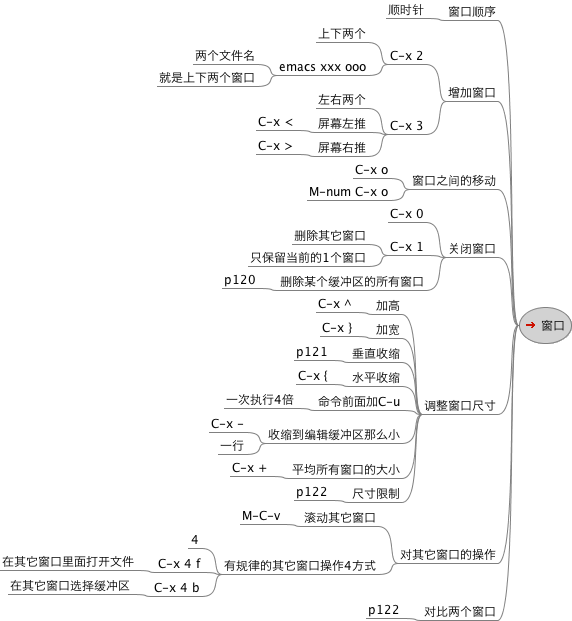 顺时针 窗口顺序
上下两个
C-x 2
两个文件名
emacs xxx ooo
就是上下两个窗口
增加窗口
左右两个
C-x < 屏幕左推 C-x 3
C-x > 屏幕右推
C-x o
窗口之间的移动
M-num C-x o
C-x 0
删除其它窗口
C-x 1 关闭窗口
只保留当前的1个窗口
p120 删除某个缓冲区的所有窗口
C-x ^ 加高
➔ 窗口
C-x } 加宽
p121 垂直收缩
C-x { 水平收缩
一次执行4倍 命令前面加C-u 调整窗口尺寸
C-x –
收缩到编辑缓冲区那么小
一行
C-x + 平均所有窗口的大小
p122 尺寸限制
M-C-v 滚动其它窗口
4
对其它窗口的操作
在其它窗口里面打开文件 C-x 4 f
有规律的其它窗口操作4方式
在其它窗口选择缓冲区 C-x 4 b
p122 对比两个窗口